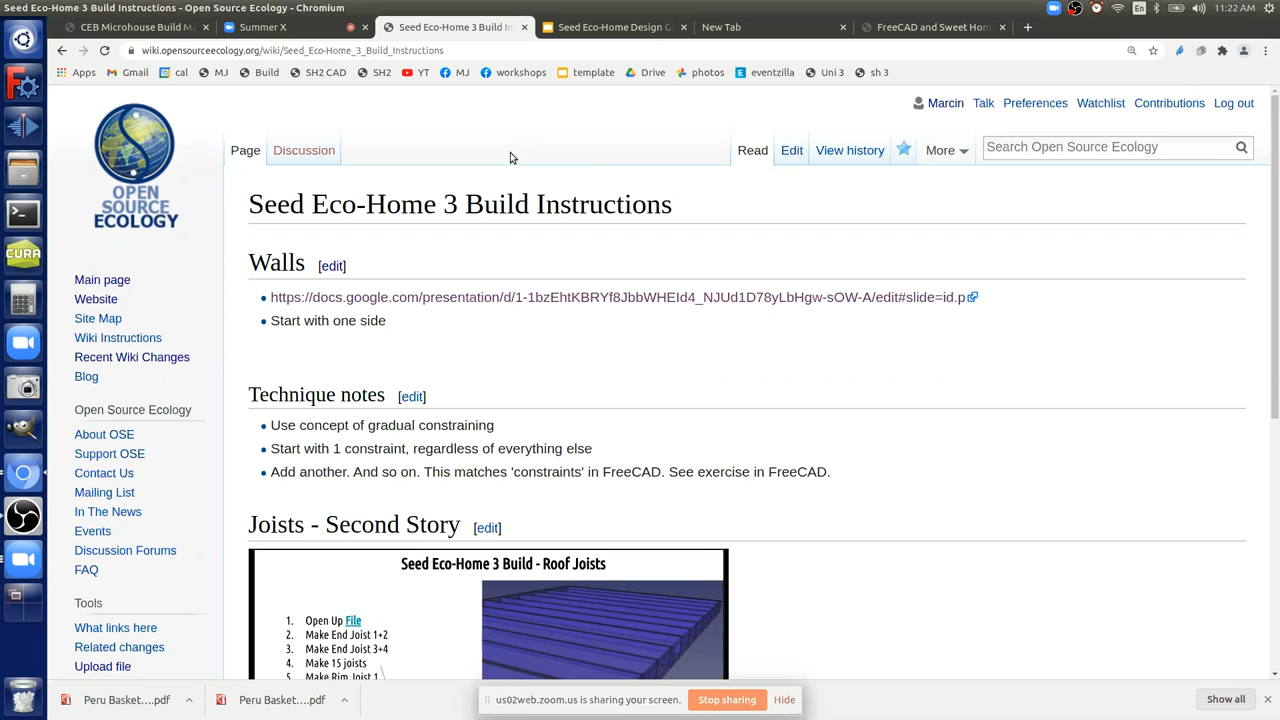 Seed Eco-Home 3 Build Instructions - Open Source Ecology - Chromium
En
11:22 AM
CEB Microhouse Build M
Summer X
Seed Eco-Home 3 Build In
Seed Eco-Home Design G
New Tab
FreeCAD and Sweet Hom
wiki.opensourceecology.org/wiki/Seed_Eco-Home_3_Build_Instructions
Apps
Gmail
cal
MJ
Build
SH2 CAD
SH2
YT
MJ
workshops
template
Drive
photos
eventzilla
Uni 3
sh 3
Marcin
Talk
Preferences
Watchlist
Contributions
Log out
Page
Discussion
Read
Edit
View history
More
Search Open Source Ecology
OPEN
SOURCE
ECOLOGY
CURA
Main page
Website
Site Map
Wiki Instructions
Recent Wiki Changes
Blog
Open Source Ecology
About OSE
Support OSE
Contact Us
Mailing List
In The News
Events
Discussion Forums
FAQ
Tools
What links here
Related changes
Upload file
Seed Eco-Home 3 Build Instructions
Walls [edit]
https://docs.google.com/presentation/d/1-1bzEhtKBRYf8JbbWHEId4_NJUd1D78yLbHgw-sOW-A/edit#slide=id.p
Start with one side
Technique notes [edit]
Use concept of gradual constraining
Start with 1 constraint, regardless of everything else
Add another. And so on. This matches 'constraints' in FreeCAD. See exercise in FreeCAD.
Joists - Second Story [edit]
Seed Eco-Home 3 Build - Roof Joists
1. Open Up File
2. Make End Joist 1+2
3. Make End Joist 3+4
4. Make 15 joists
5. Make Rim Joist 1
Peru Basket....pdf
Peru Basket....pdf
us02web.zoom.us is sharing your screen.
Stop sharing
Hide
Show all